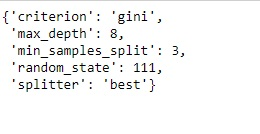 {'criterion': 'gini',
'max_depth': 8,
'min_samples_split': 3,
'random_state': 111,
'splitter': 'best'}